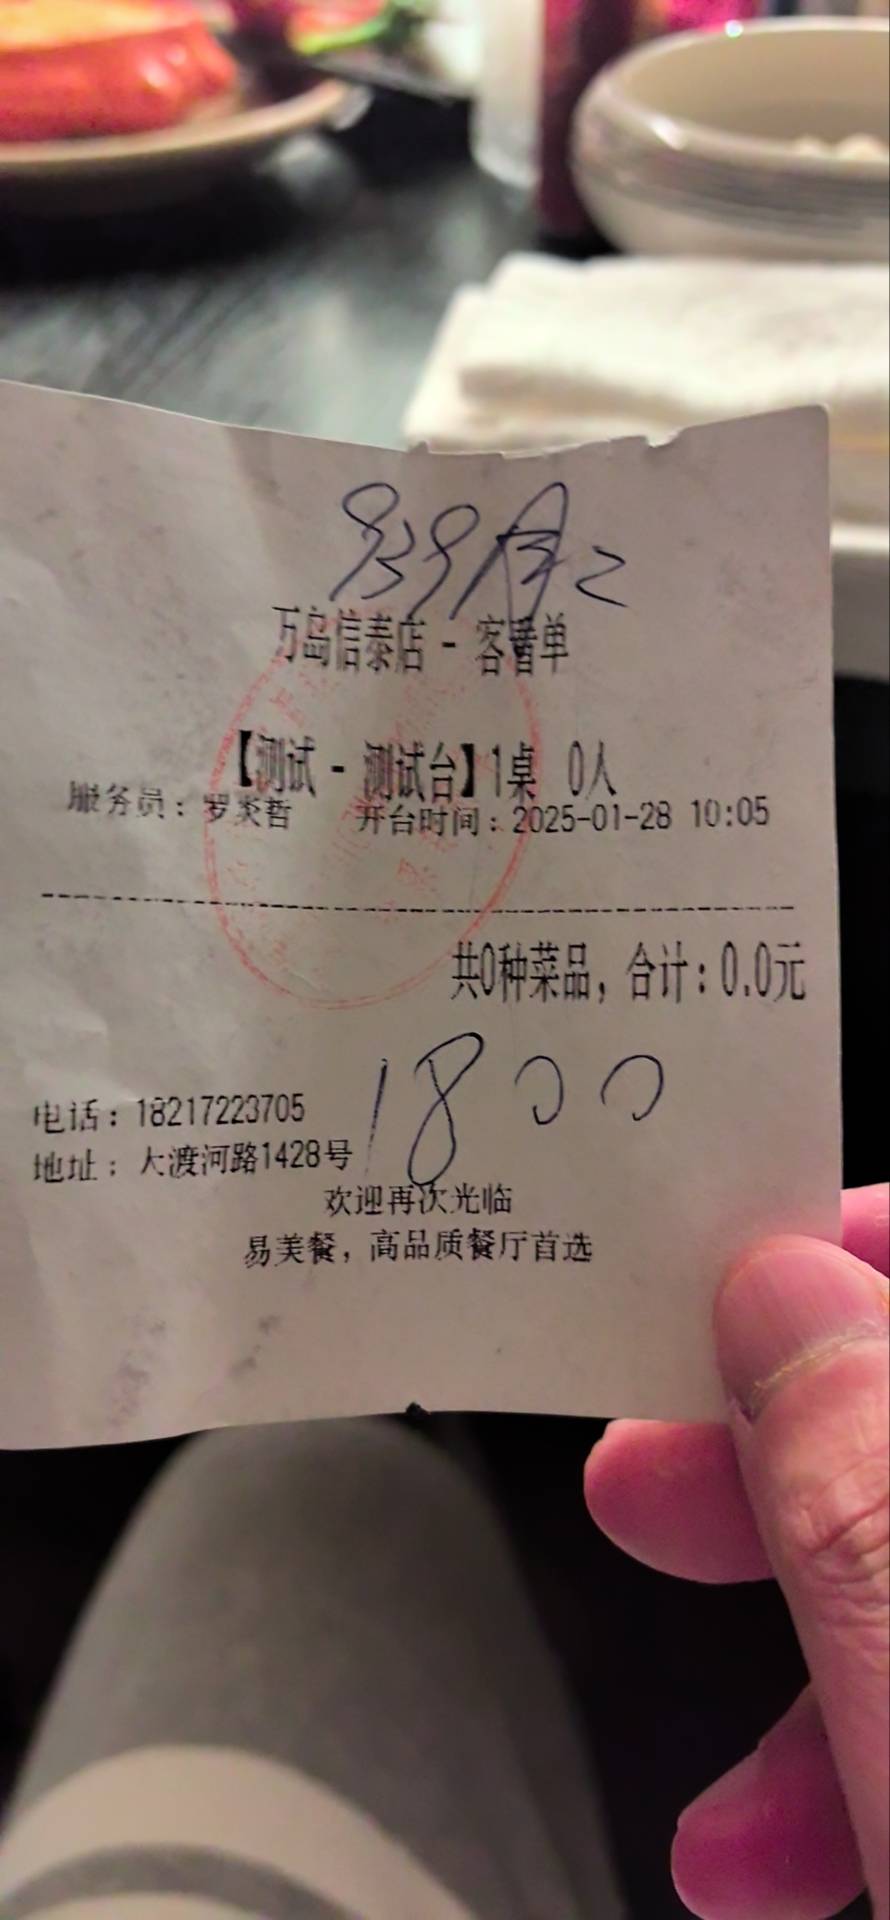 万岛信泰店 - 客看单
【测试 - 测试台】1桌 0人
服务员：罗炎哲 开台时间：2025-01-28 10:05
共0种菜品，合计：0.0元
1800
电话：18217223705
地址：大渡河路1428号
欢迎再次光临
易美餐，高品质餐厅首选